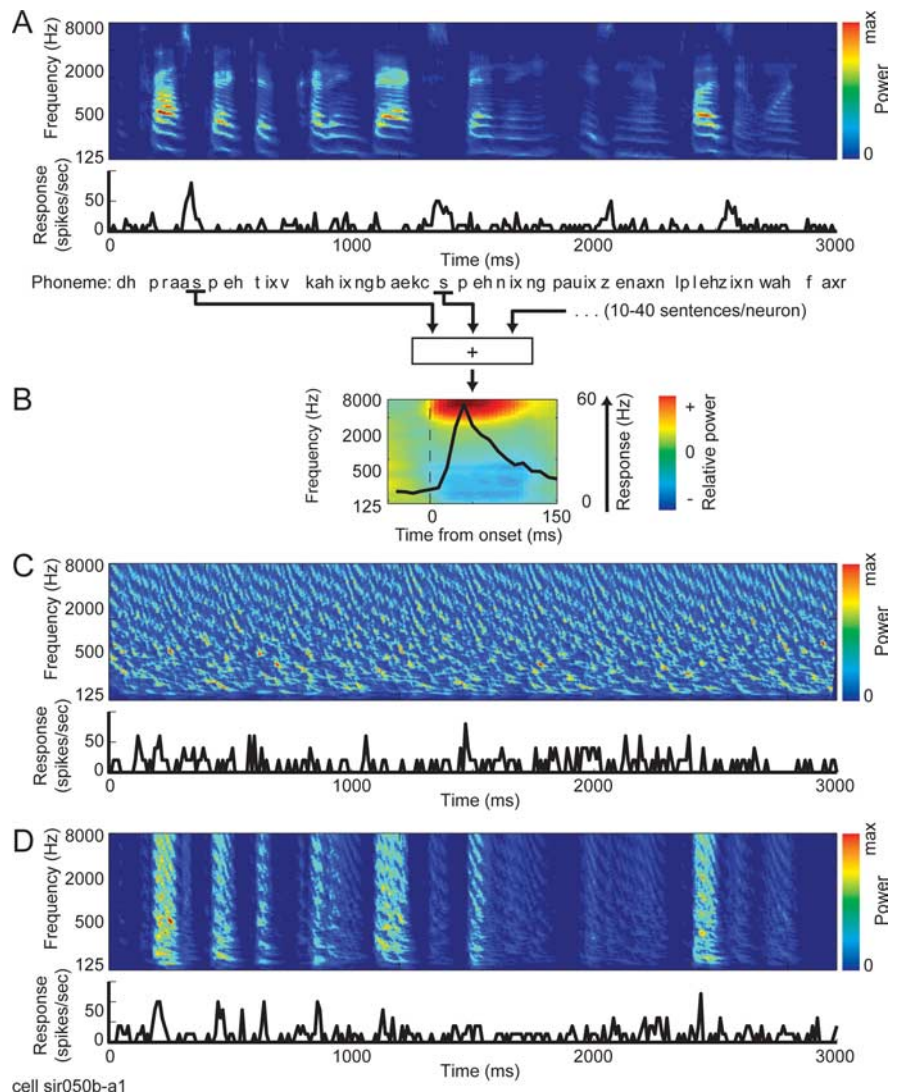 A
Frequency (Hz)
8000
2000
500
125
max
Power
0
Response
(spikes/sec)
50
0
0 1000 2000 3000
Time (ms)
Phoneme: dh p r aa s p eh t ixv k ah ix ng b aek c s p eh n ix ng p au ix z en ax n l p l eh z ix n w ah f axr
. . . (10-40 sentences/neuron)
+
B
Frequency (Hz)
8000
2000
500
125
0 150
Time from onset (ms)
60
0
Response (Hz)
+
0
-
Relative power
C
Frequency (Hz)
8000
2000
500
125
max
Power
0
Response
(spikes/sec)
50
0
0 1000 2000 3000
Time (ms)
D
Frequency (Hz)
8000
2000
500
125
max
Power
0
Response
(spikes/sec)
50
0
0 1000 2000 3000
Time (ms)
cell sir050b-a1